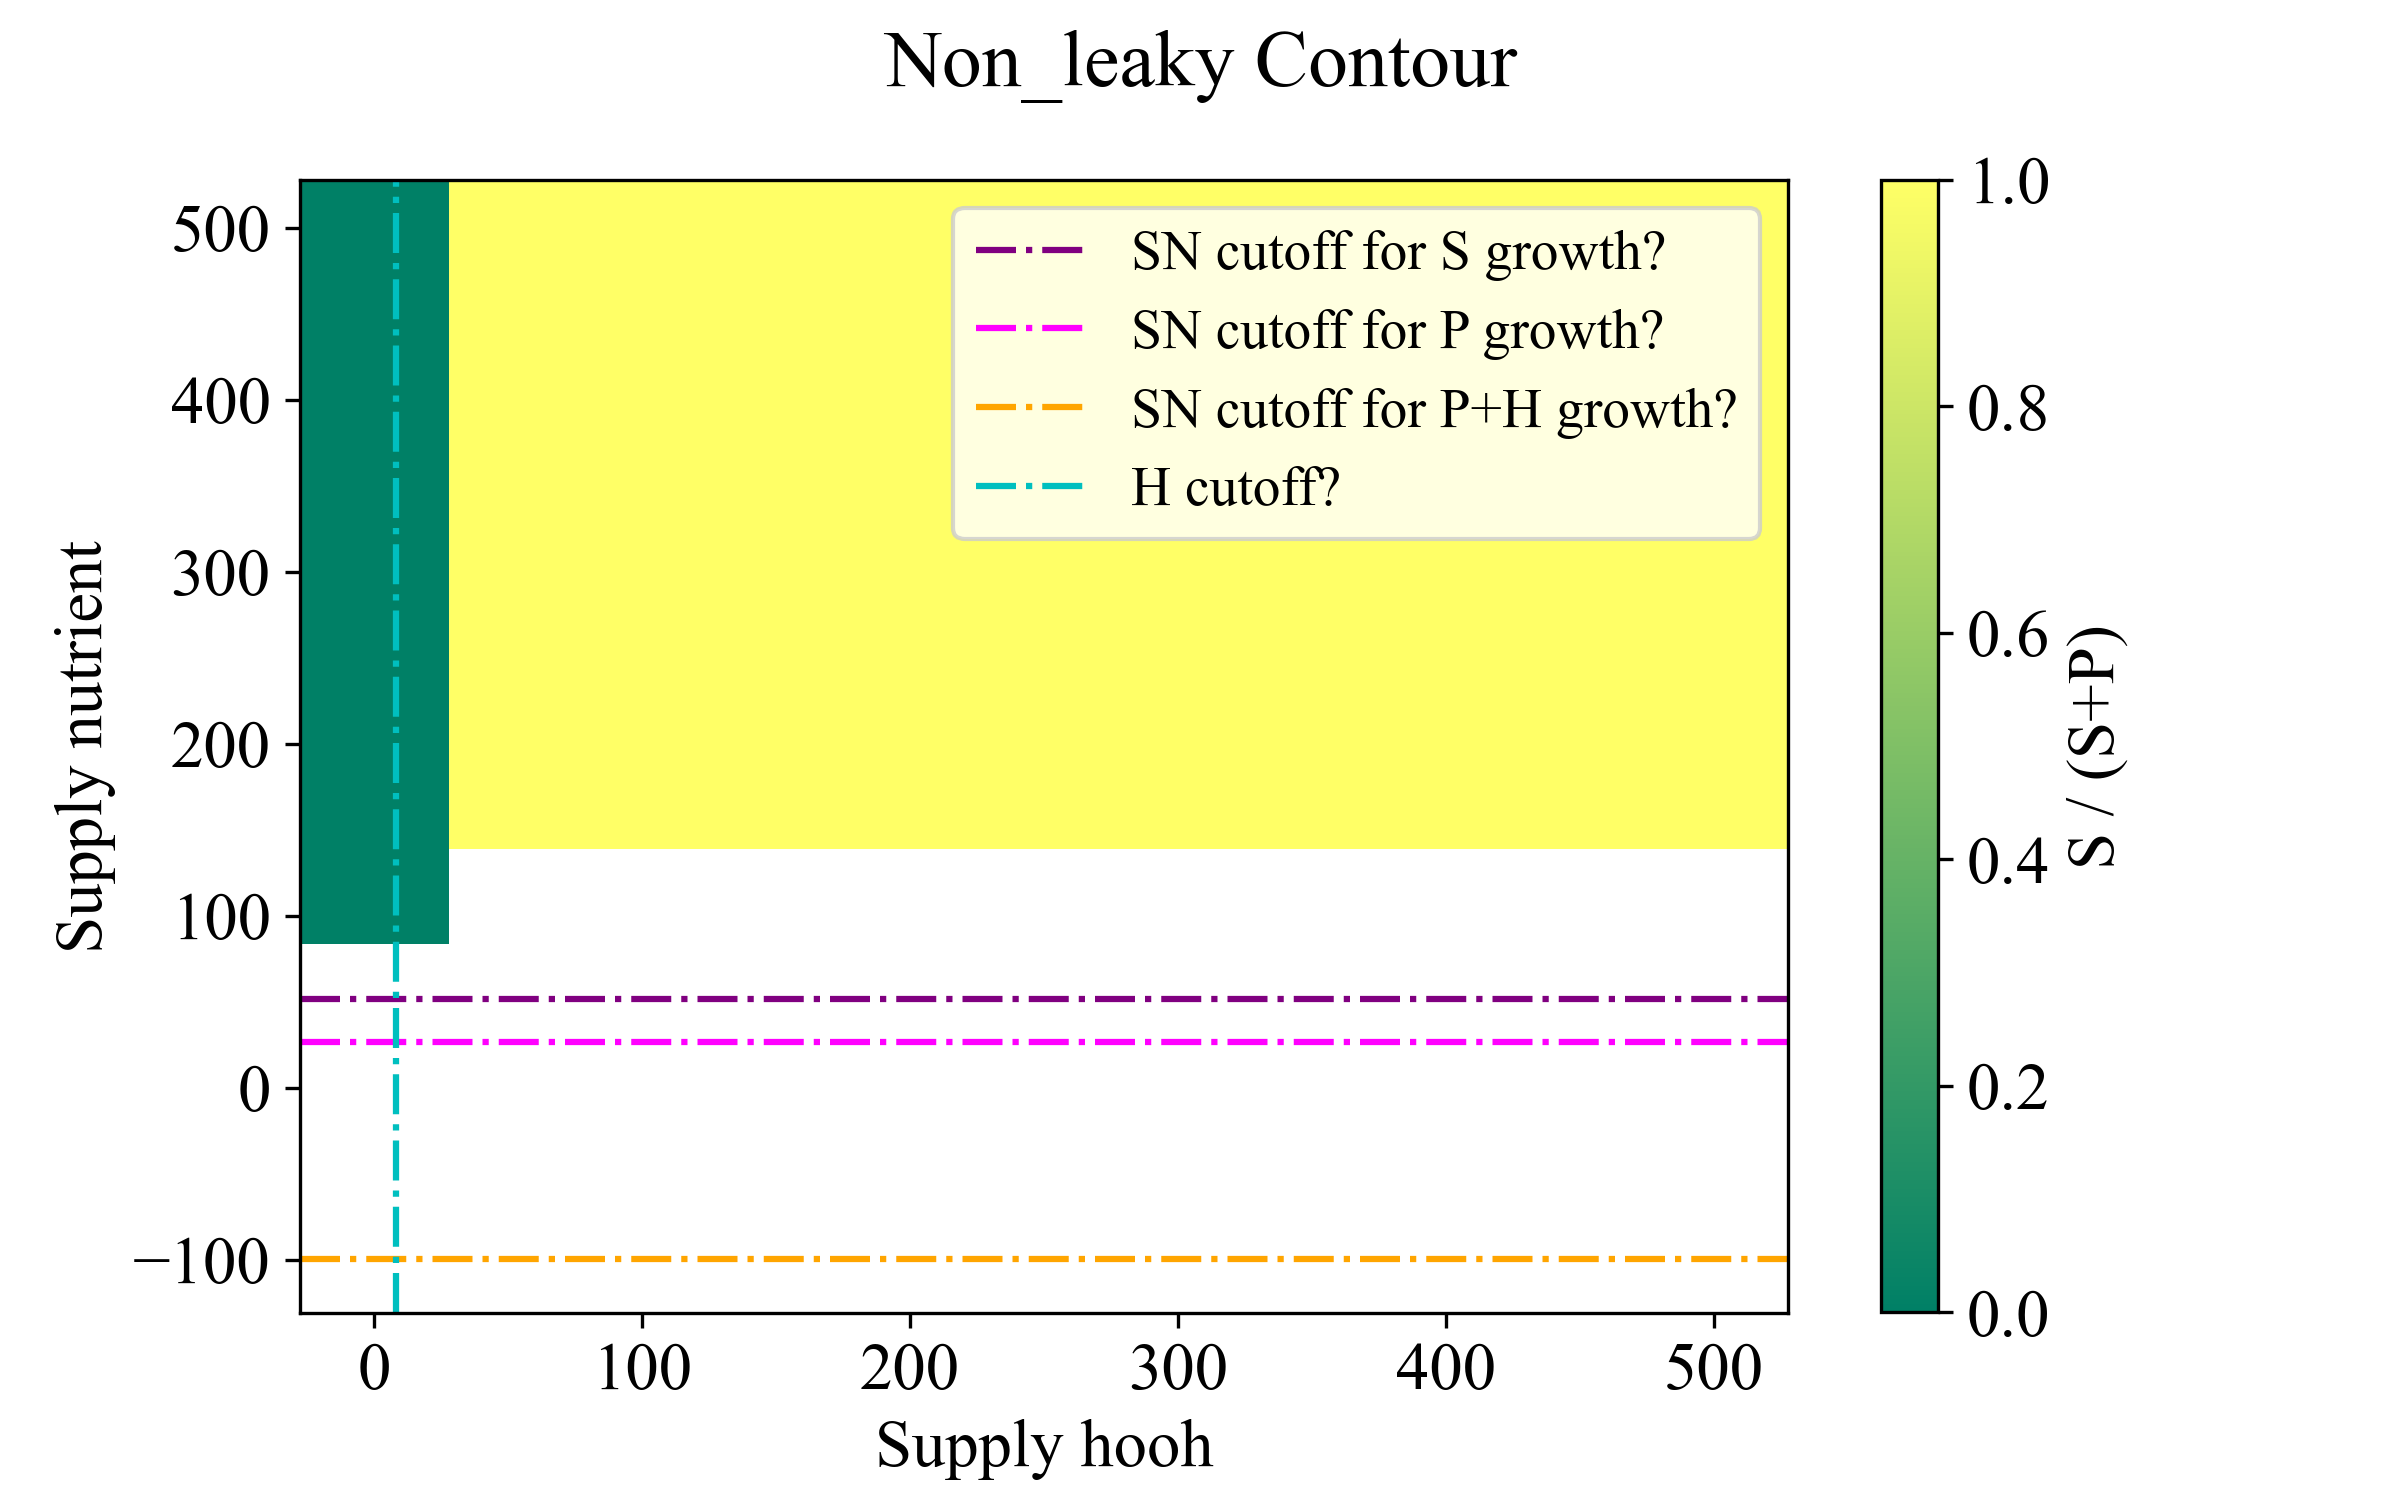 Non_leaky Contour
500
400
300
200
100
0
−100
Supply nutrient
SN cutoff for S growth?
SN cutoff for P growth?
SN cutoff for P+H growth?
H cutoff?
0 100 200 300 400 500
Supply hooh
1.0
0.8
0.6
0.4
0.2
0.0
S / (S+P)